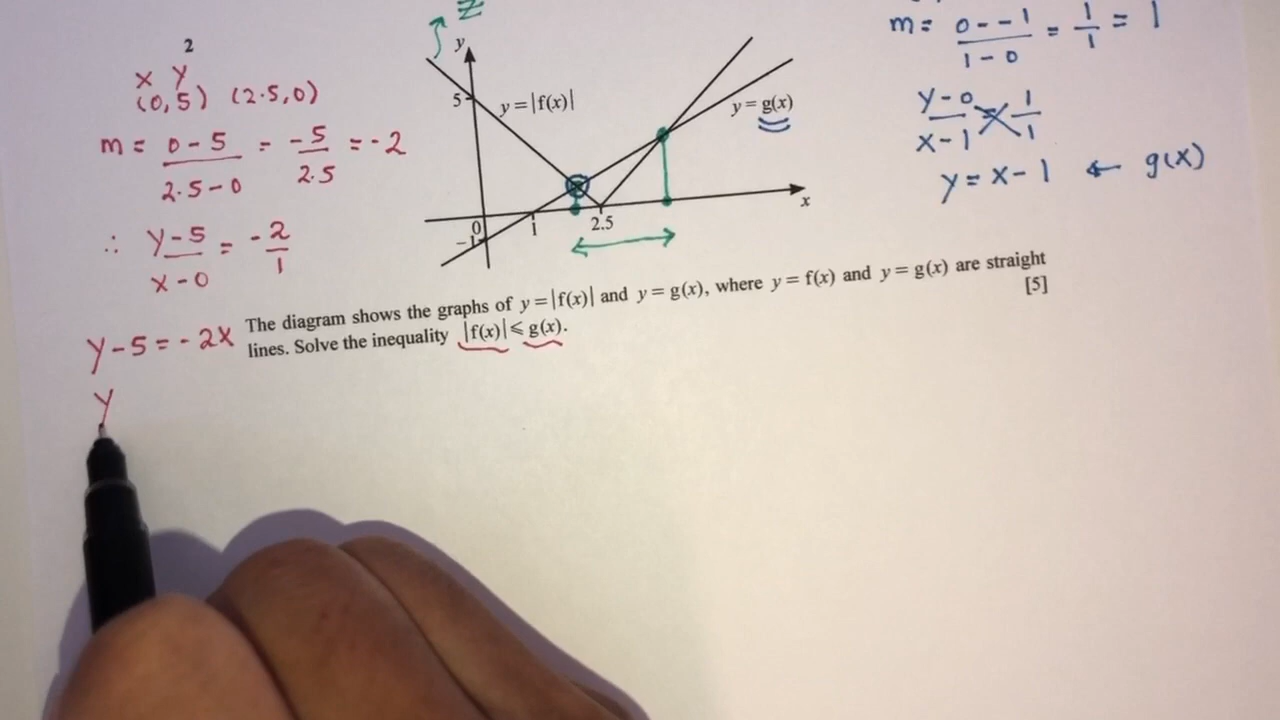 2
X Y
(0,5) (2.5,0)
m = 0-5 / 2.5-0 = -5 / 2.5 = -2
∴ y-5 / x-0 = -2 / 1
y-5 = -2x
y
Z
y
5
y=|f(x)|
y= g(x)
0
-1
1
2.5
x
m = 0--1 / 1-0 = 1/1 = 1
y-0 / x-1 1/1
y = x-1 ← g(x)
The diagram shows the graphs of y=|f(x)| and y=g(x), where y=f(x) and y=g(x) are straight
lines. Solve the inequality |f(x)|⩽g(x).
[5]